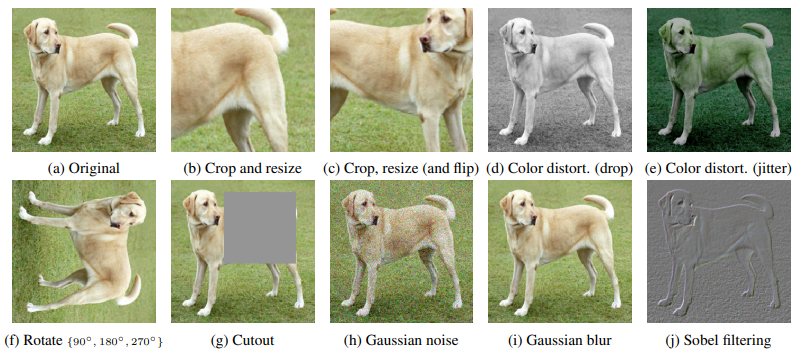 (a) Original
(b) Crop and resize
(c) Crop, resize (and flip)
(d) Color distort. (drop)
(e) Color distort. (jitter)
(f) Rotate {90°, 180°, 270°}
(g) Cutout
(h) Gaussian noise
(i) Gaussian blur
(j) Sobel filtering